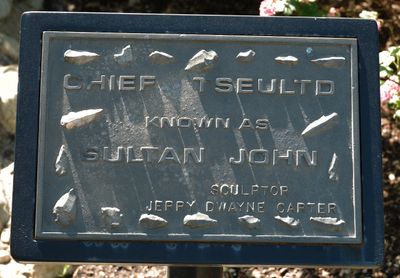 CHIEF TSEULTD
KNOWN AS
SULTAN JOHN
SCULPTOR
JERRY DWAYNE CARTER